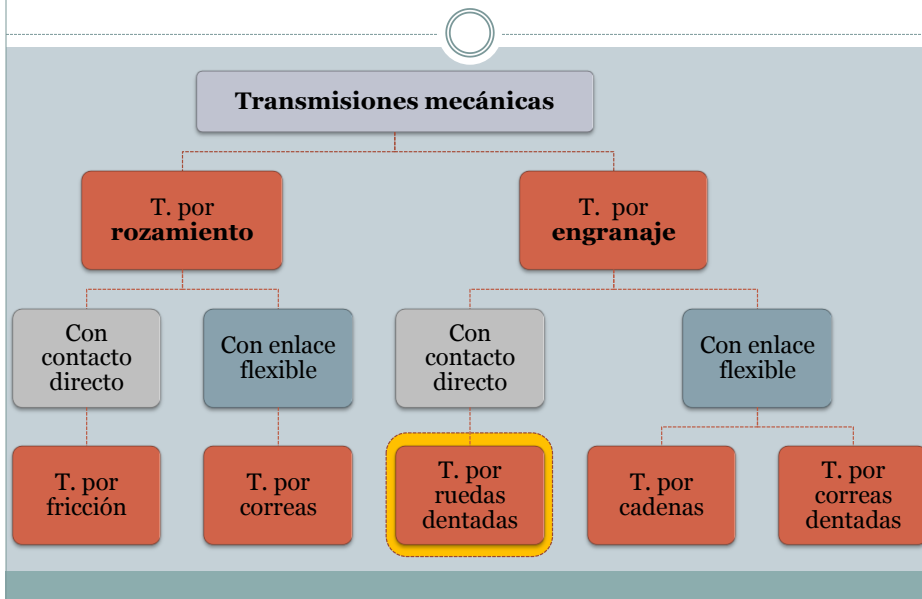 Transmisiones mecánicas
T. por
rozamiento
T. por
engranaje
Con
contacto
directo
Con enlace
flexible
Con
contacto
directo
Con enlace
flexible
T. por
fricción
T. por
correas
T. por
ruedas
dentadas
T. por
cadenas
T. por
correas
dentadas